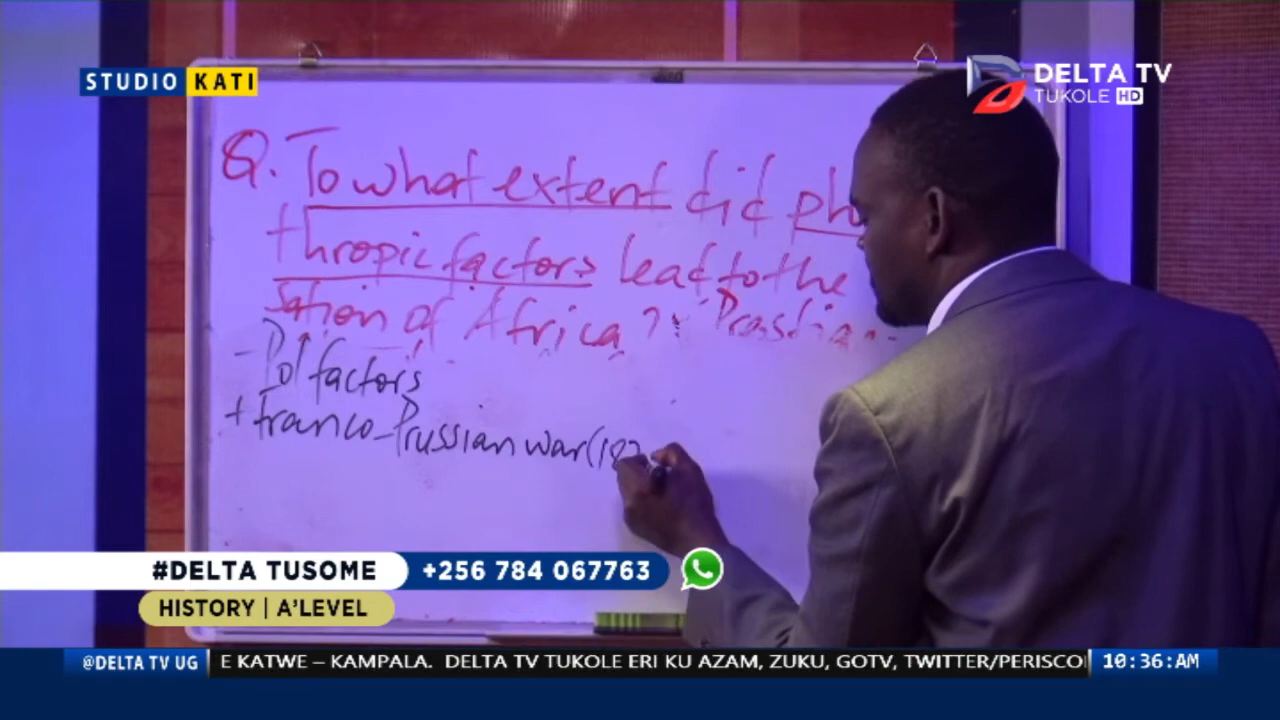 STUDIO KATI
DELTA TV
TUKOLE HD
Q. To what extent did
thropic factors lead to the
sation of Africa?
- Pol factors
+ franco-Prussian war (187
#DELTA TUSOME
+256 784 067763
HISTORY | A'LEVEL
@DELTA TV UG
E KATWE – KAMPALA. DELTA TV TUKOLE ERI KU AZAM, ZUKU, GOTV, TWITTER/PERISCO
10:36:AM